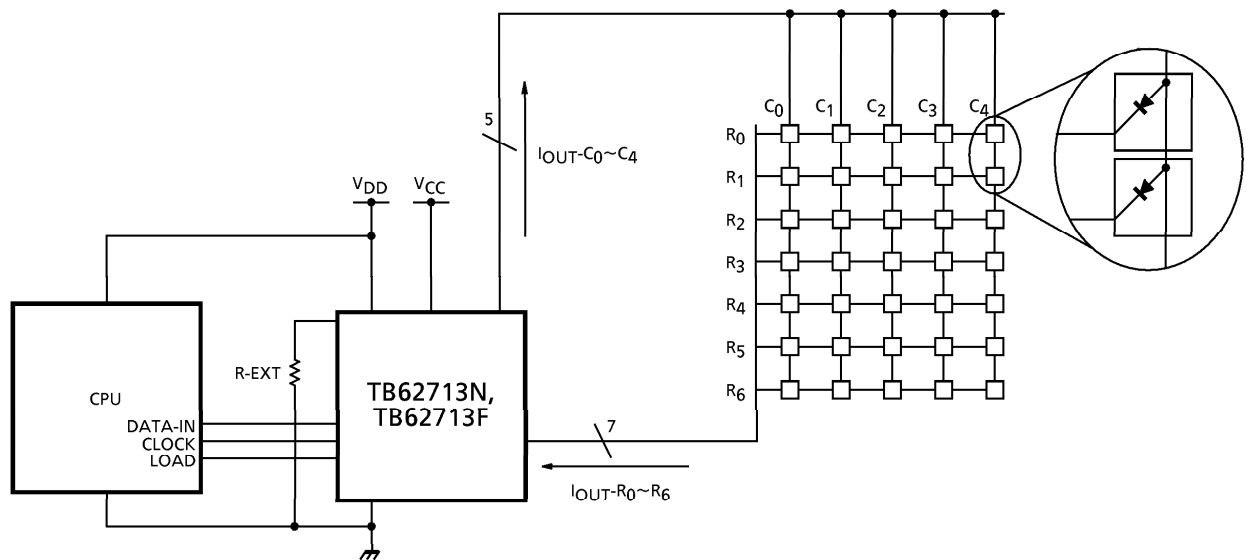 C0 C1 C2 C3 C4
5
IOUT-C0~C4
R0
R1
R2
R3
R4
R5
R6
VDD VCC
R-EXT
CPU
TB62713N,
TB62713F
DATA-IN
CLOCK
LOAD
7
IOUT-R0~R6